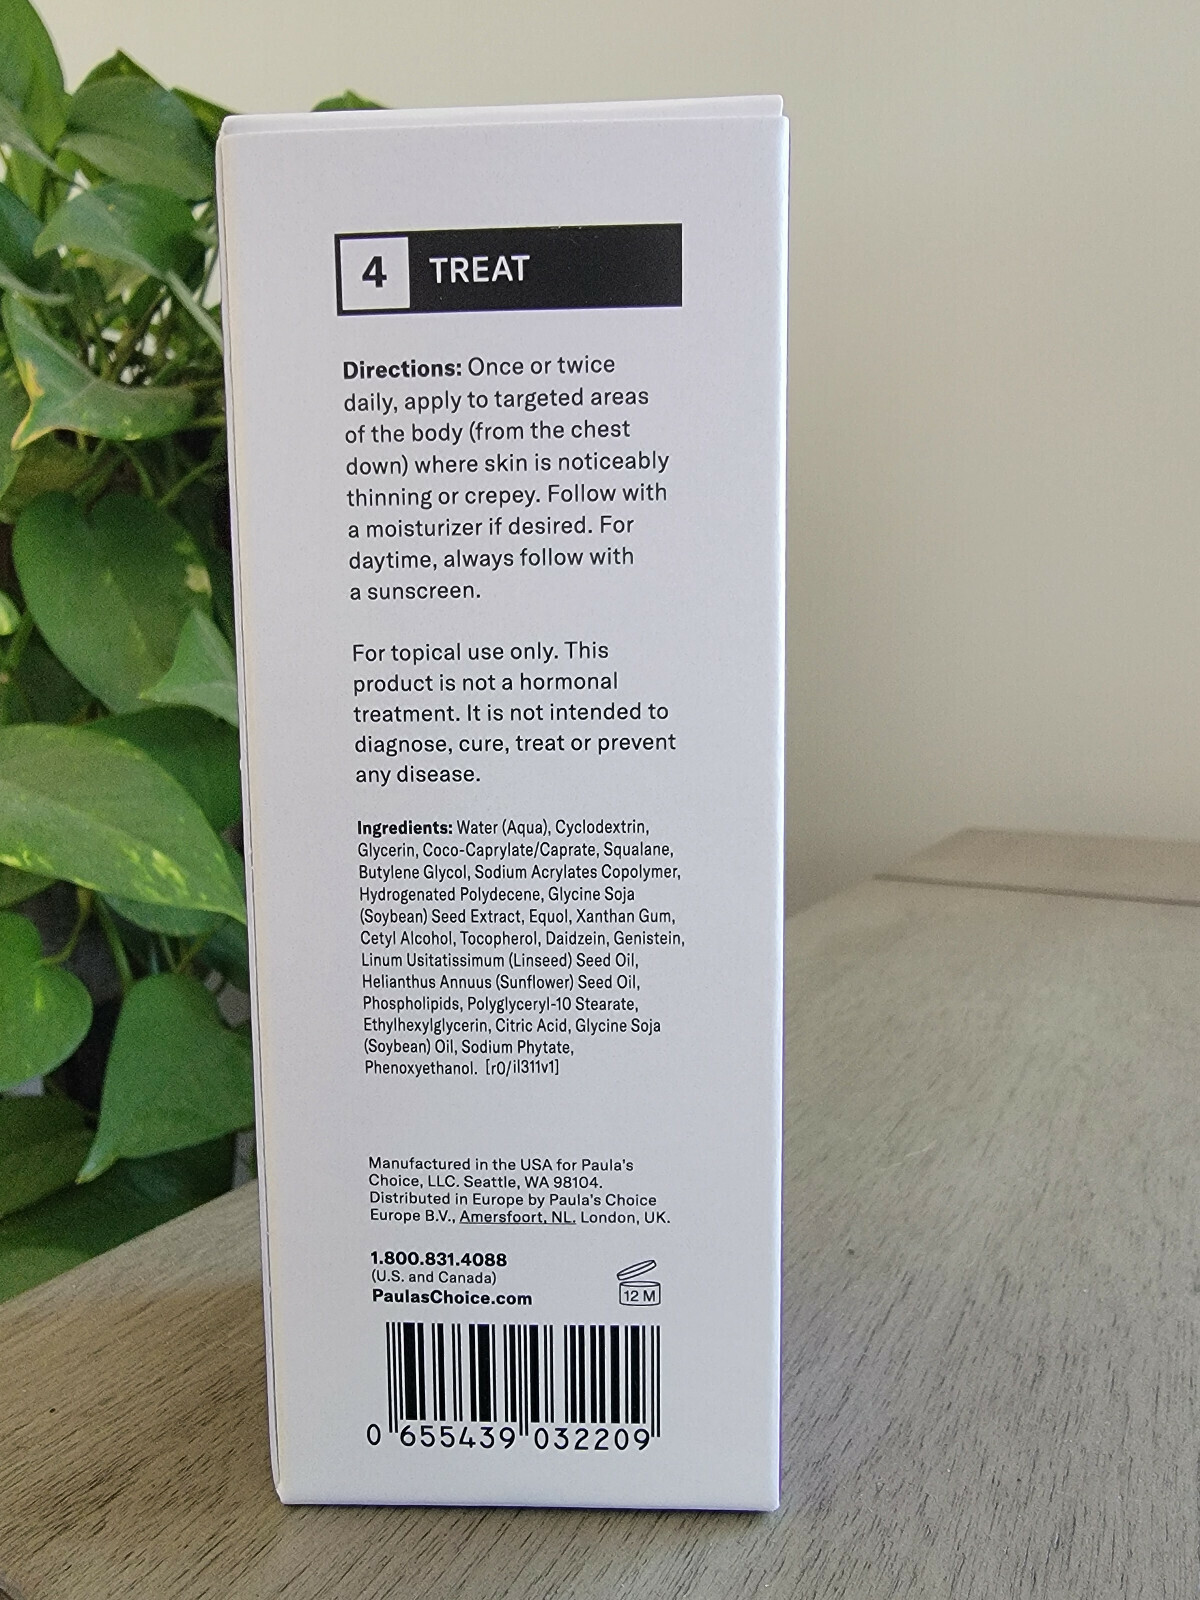 4 TREAT
Directions: Once or twice
daily, apply to targeted areas
of the body (from the chest
down) where skin is noticeably
thinning or crepey. Follow with
a moisturizer if desired. For
daytime, always follow with
a sunscreen.
For topical use only. This
product is not a hormonal
treatment. It is not intended to
diagnose, cure, treat or prevent
any disease.
Ingredients: Water (Aqua), Cyclodextrin,
Glycerin, Coco-Caprylate/Caprate, Squalane,
Butylene Glycol, Sodium Acrylates Copolymer,
Hydrogenated Polydecene, Glycine Soja
(Soybean) Seed Extract, Equol, Xanthan Gum,
Cetyl Alcohol, Tocopherol, Daidzein, Genistein,
Linum Usitatissimum (Linseed) Seed Oil,
Helianthus Annuus (Sunflower) Seed Oil,
Phospholipids, Polyglyceryl-10 Stearate,
Ethylhexylglycerin, Citric Acid, Glycine Soja
(Soybean) Oil, Sodium Phytate,
Phenoxyethanol. [r0/il311v1]
Manufactured in the USA for Paula's
Choice, LLC. Seattle, WA 98104.
Distributed in Europe by Paula's Choice
Europe B.V., Amersfoort, NL. London, UK.
1.800.831.4088
(U.S. and Canada)
PaulasChoice.com
12 M
0 655439 032209